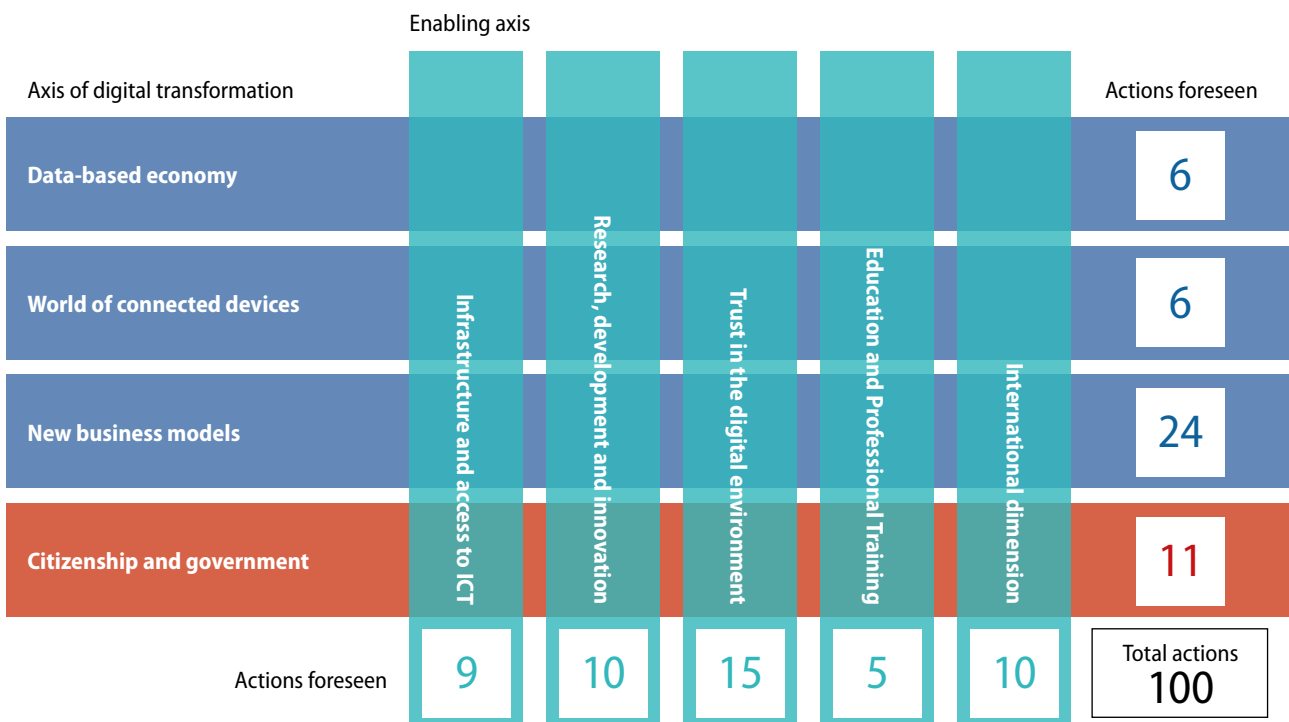 Enabling axis
Axis of digital transformation
Actions foreseen
Data-based economy
6
World of connected devices
6
New business models
24
Citizenship and government
11
Infrastructure and access to ICT
Research, development and innovation
Trust in the digital environment
Education and Professional Training
International dimension
Actions foreseen
9
10
15
5
10
Total actions
100